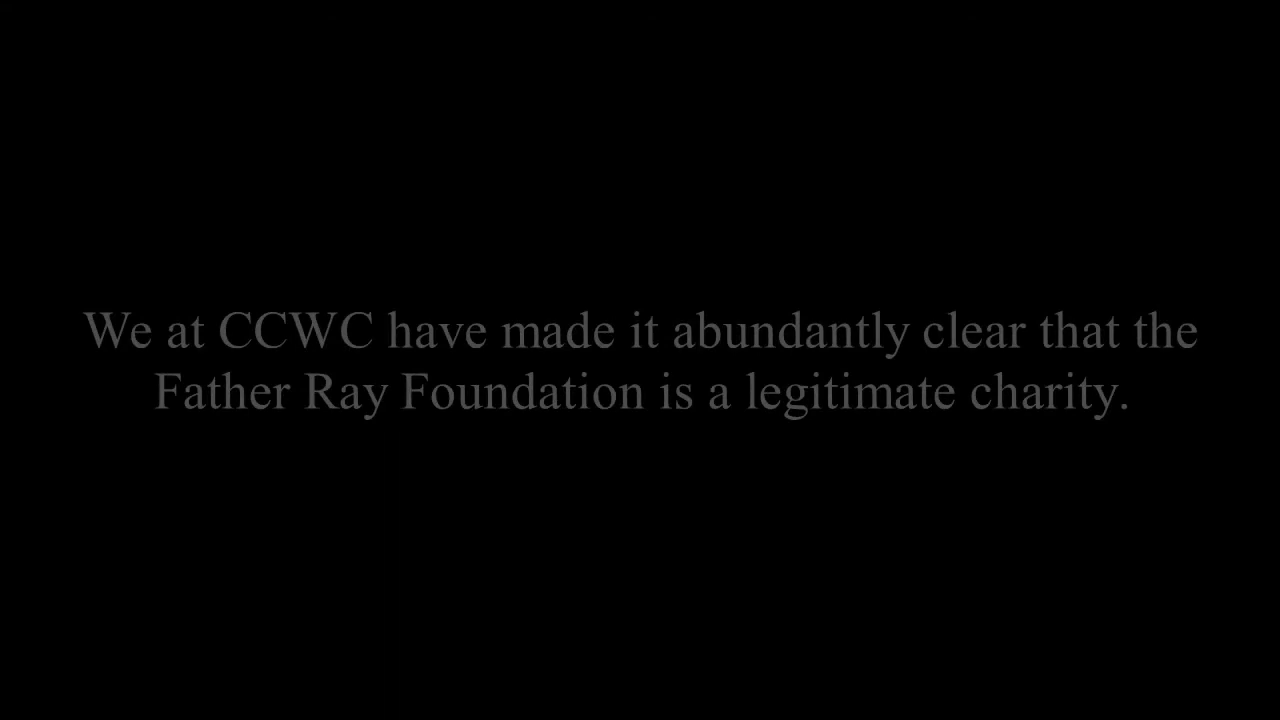 We at CCWC have made it abundantly clear that the
Father Ray Foundation is a legitimate charity.